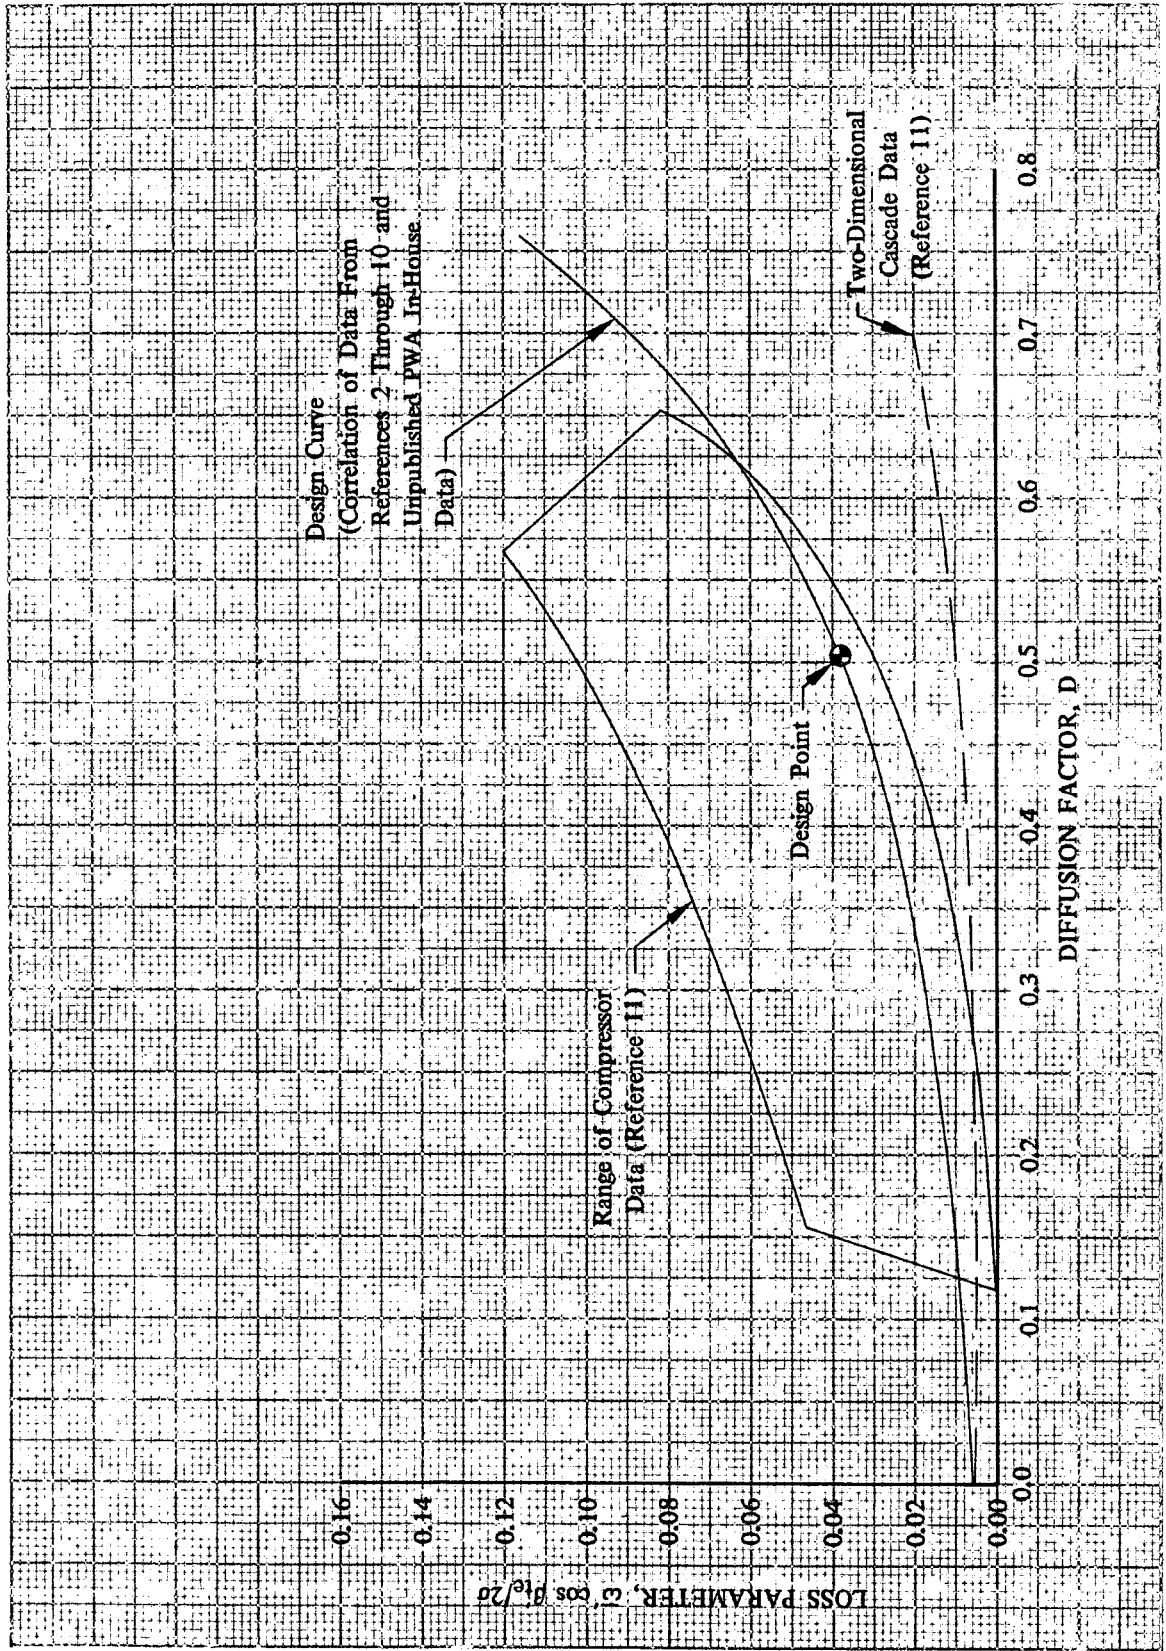 Design Curve
(Correlation of Data From
References 2 Through 10 and
Unpublished PWA In-House
Data)
Range of Compressor
Data (Reference 11)
Design Point
Two-Dimensional
Cascade Data
(Reference 11)
LOSS PARAMETER, ω̄' cos β'te/2σ
0.16
0.14
0.12
0.10
0.08
0.06
0.04
0.02
0.00
0.0 0.1 0.2 0.3 0.4 0.5 0.6 0.7 0.8
DIFFUSION FACTOR, D